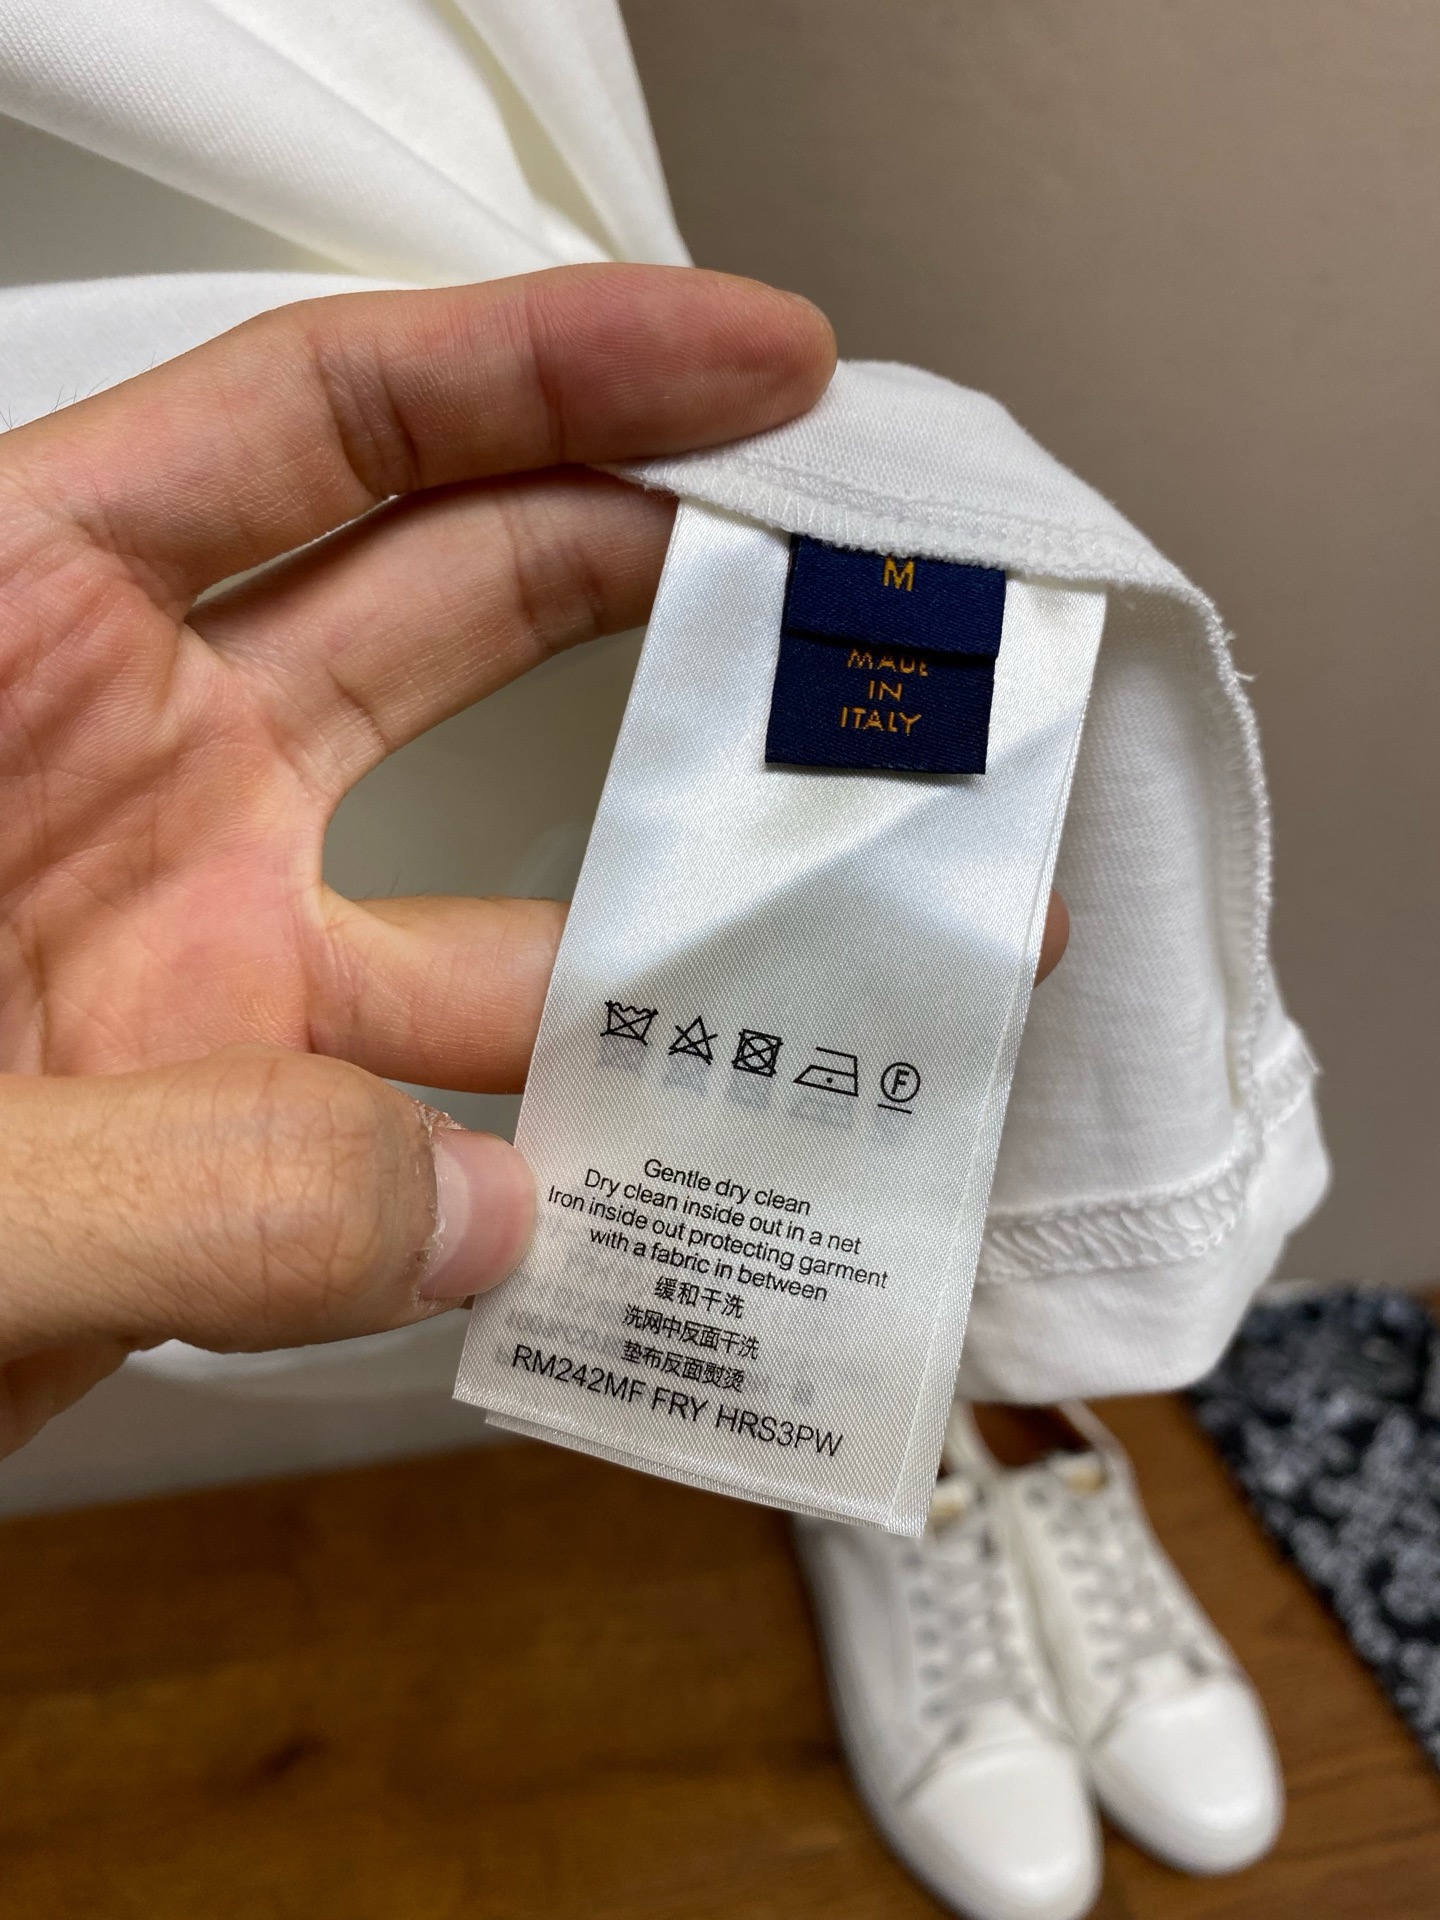 M
MADE
IN
ITALY
F
Gentle dry clean
Dry clean inside out in a net
Iron inside out protecting garment
with a fabric in between
缓和干洗
洗网中反面干洗
垫布反面熨烫
RM242MF FRY HRS3PW